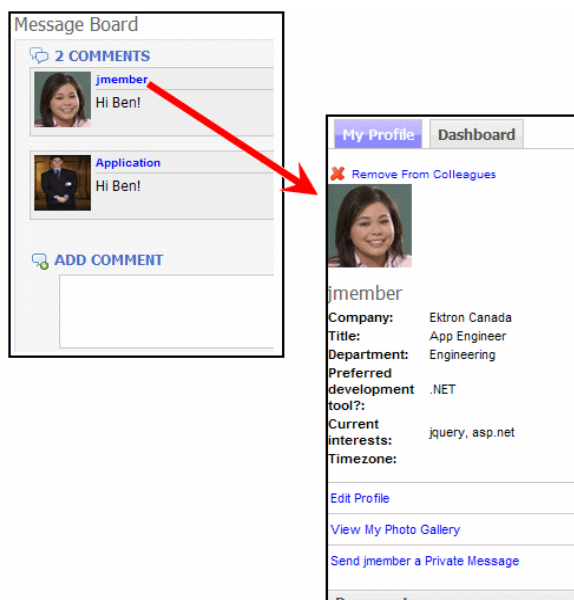 Message Board
2 COMMENTS
jmember
Hi Ben!
Application
Hi Ben!
ADD COMMENT
My Profile Dashboard
Remove From Colleagues
jmember
Company: Ektron Canada
Title: App Engineer
Department: Engineering
Preferred
development .NET
tool?:
Current
interests: jquery, asp.net
Timezone:
Edit Profile
View My Photo Gallery
Send jmember a Private Message